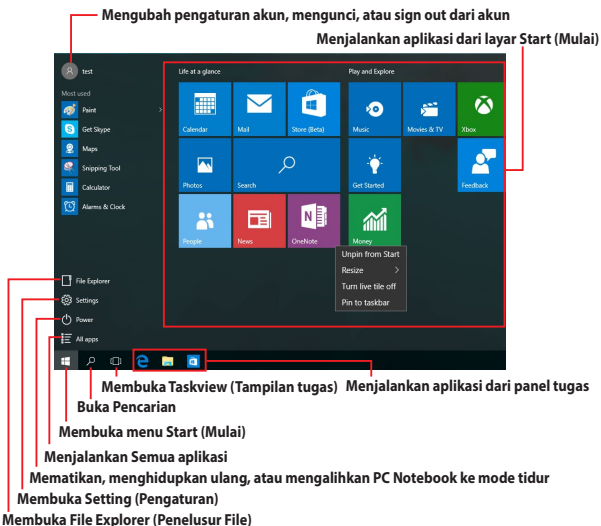 Mengubah pengaturan akun, mengunci, atau sign out dari akun
Menjalankan aplikasi dari layar Start (Mulai)
test
Life at a glance
Play and Explore
Most used
Paint
Get Skype
Maps
Snipping Tool
Calculator
Alarms & Clock
Calendar
Mail
Store (Beta)
Music
Movies & TV
Xbox
Photos
Search
Get Started
Feedback
People
News
OneNote
Money
Unpin from Start
Resize
Turn live tile off
Pin to taskbar
File Explorer
Settings
Power
All apps
Membuka Taskview (Tampilan tugas)
Menjalankan aplikasi dari panel tugas
Buka Pencarian
Membuka menu Start (Mulai)
Menjalankan Semua aplikasi
Mematikan, menghidupkan ulang, atau mengalihkan PC Notebook ke mode tidur
Membuka Setting (Pengaturan)
Membuka File Explorer (Penelusur File)